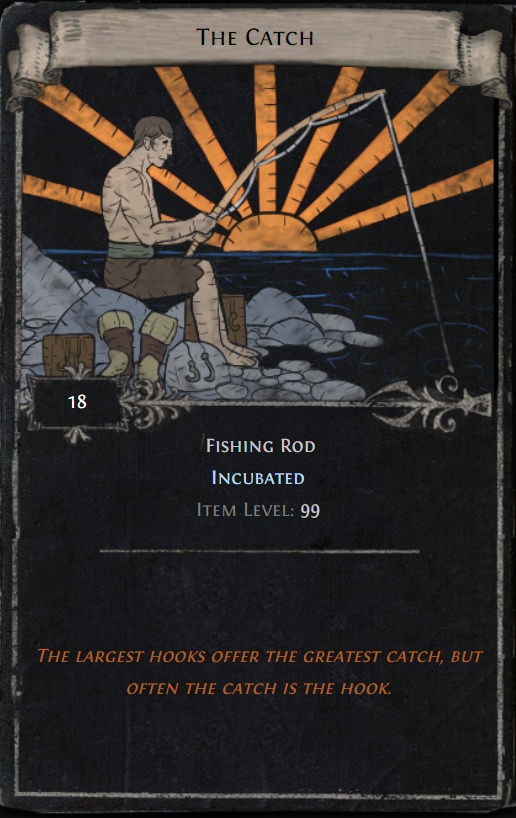 The Catch
18
Fishing Rod
Incubated
Item Level: 99
The largest hooks offer the greatest catch, but
often the catch is the hook.